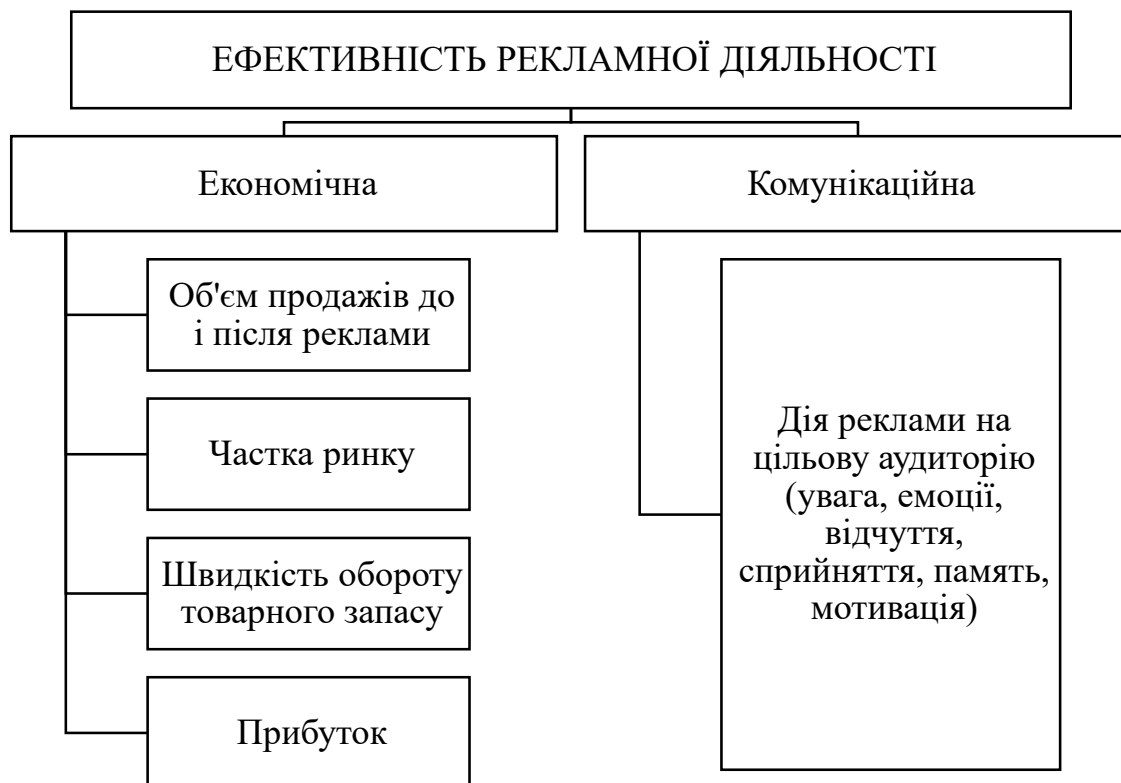 ЕФЕКТИВНІСТЬ РЕКЛАМНОЇ ДІЯЛЬНОСТІ
Економічна
Об'єм продажів до
і після реклами
Частка ринку
Швидкість обороту
товарного запасу
Прибуток
Комунікаційна
Дія реклами на
цільову аудиторію
(увага, емоції,
відчуття,
сприйняття, память,
мотивація)